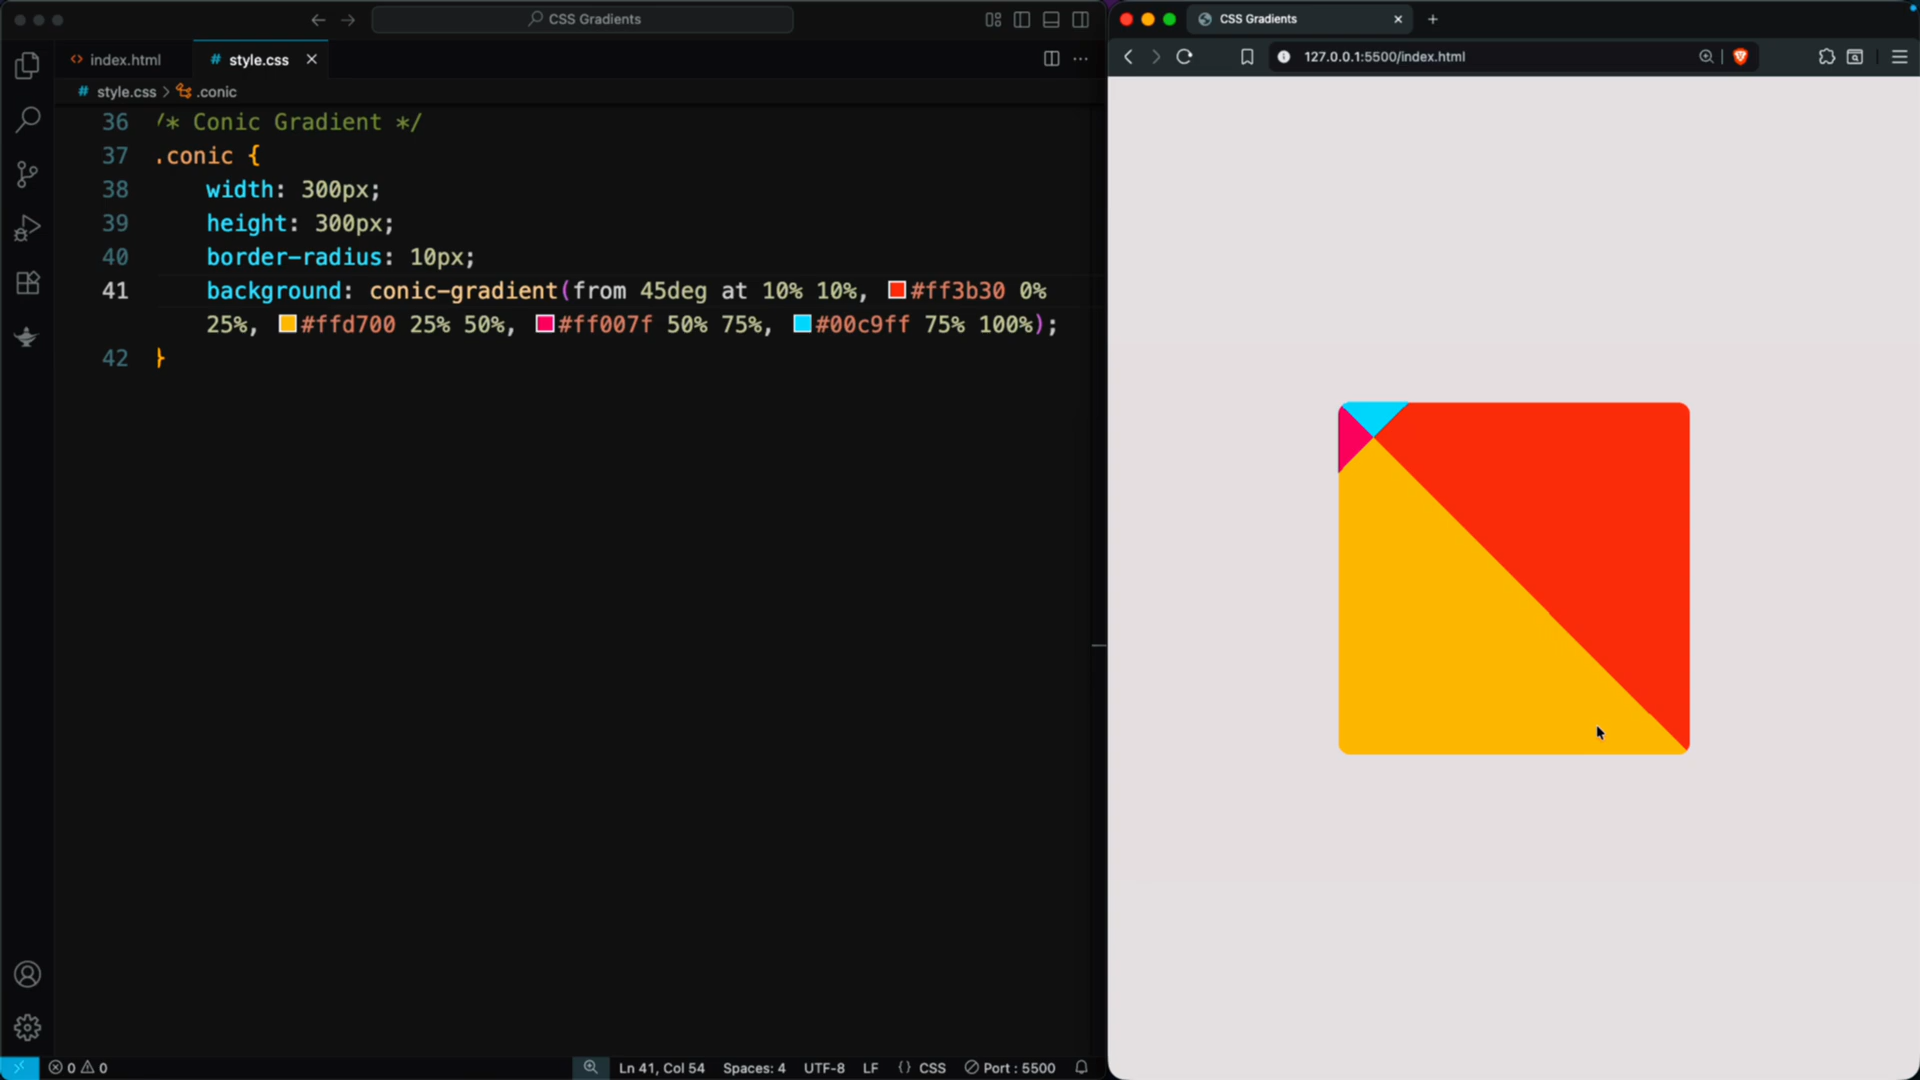 CSS Gradients
index.html
# style.css
# style.css > .conic
36 /* Conic Gradient */
37 .conic {
38 width: 300px;
39 height: 300px;
40 border-radius: 10px;
41 background: conic-gradient(from 45deg at 10% 10%, #ff3b30 0%
25%, #ffd700 25% 50%, #ff007f 50% 75%, #00c9ff 75% 100%);
42 }
0 0
Ln 41, Col 54 Spaces: 4 UTF-8 LF {} CSS Port : 5500
CSS Gradients
127.0.0.1:5500/index.html